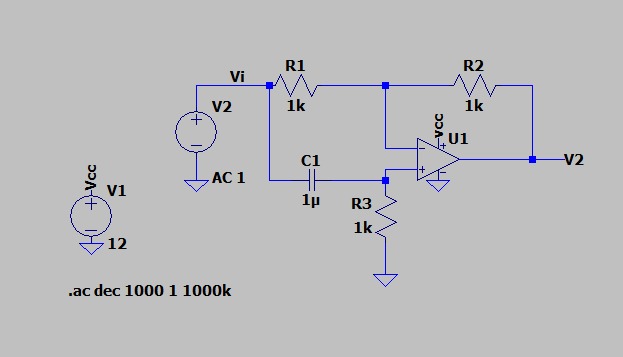 Vi
R1
R2
V2
1k
1k
vcc
U1
C1
V2
Vcc
V1
AC 1
1µ
R3
1k
12
.ac dec 1000 1 1000k